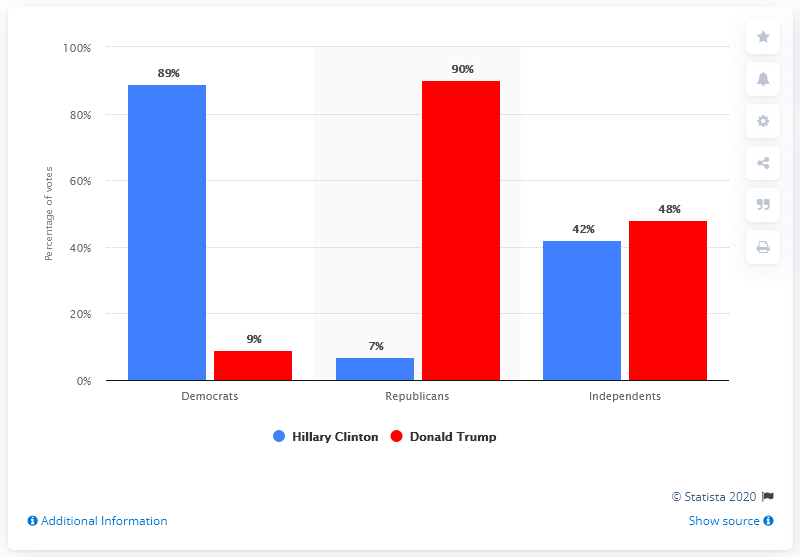 100%
80%
60%
40%
20%
0%
Percentage of votes
89%
9%
7%
90%
42%
48%
Democrats
Republicans
Independents
Hillary Clinton
Donald Trump
© Statista 2020
Additional Information
Show source